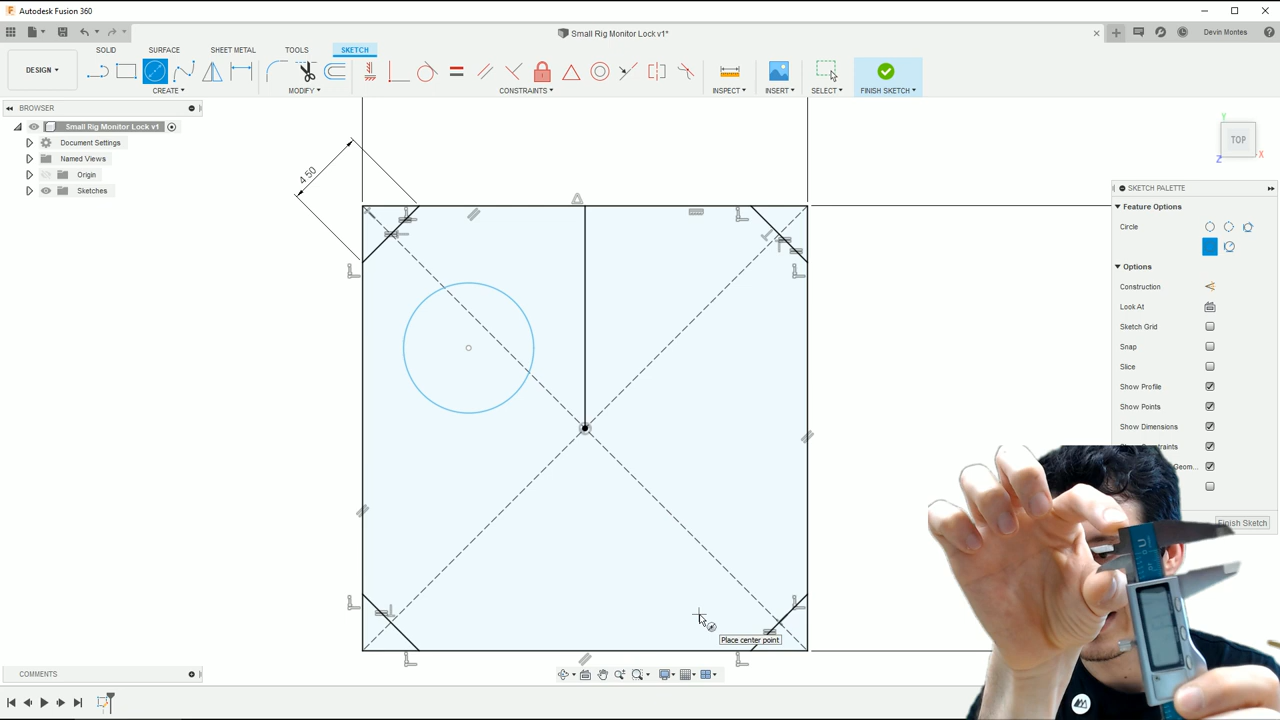 Autodesk Fusion 360
Small Rig Monitor Lock v1*
Devin Montes
SOLID
SURFACE
SHEET METAL
TOOLS
SKETCH
DESIGN
CREATE
MODIFY
CONSTRAINTS
INSPECT
INSERT
SELECT
FINISH SKETCH
BROWSER
Small Rig Monitor Lock v1
Document Settings
Named Views
Origin
Sketches
4.50
Y
TOP
X
Z
SKETCH PALETTE
Feature Options
Circle
Options
Construction
Look At
Sketch Grid
Snap
Slice
Show Profile
Show Points
Show Dimensions
Geom...
Finish Sketch
Place center point
COMMENTS